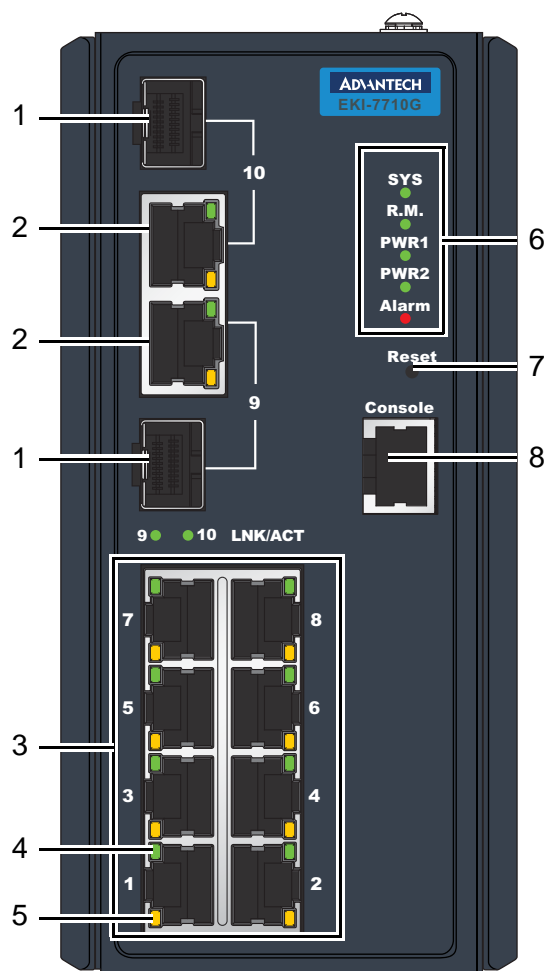 ADVANTECH
EKI-7710G
1
10
SYS
R.M.
2
6
PWR1
PWR2
2
Alarm
Reset
7
9
Console
1
8
9 10 LNK/ACT
7 8
5 6
3
3 4
4
1 2
5